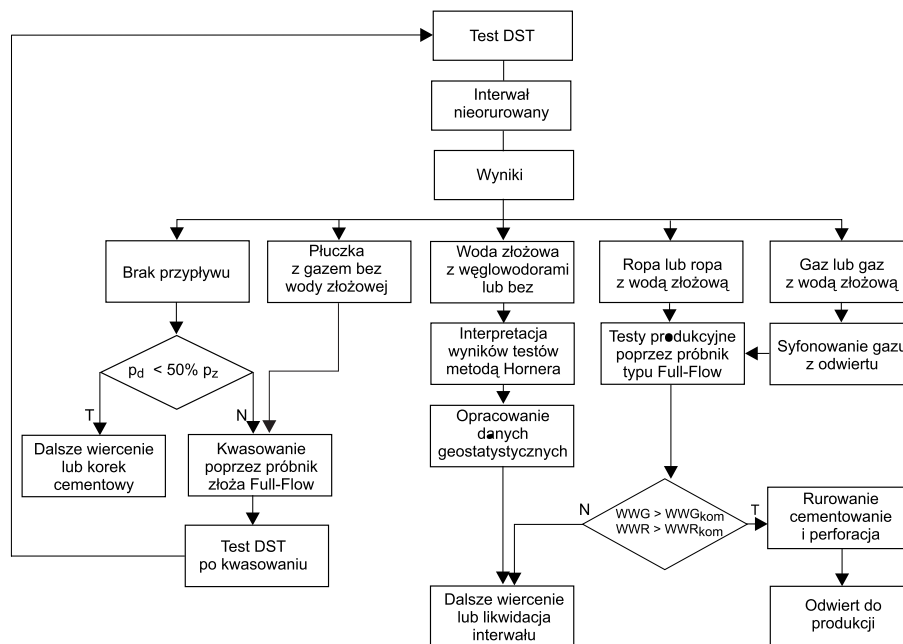 Test DST
Interwał
nieorurowany
Wyniki
Brak przypływu
Płuczka
z gazem bez
wody złożowej
Woda złożowa
z węglowodorami
lub bez
Ropa lub ropa
z wodą złożową
Gaz lub gaz
z wodą złożową
p_d < 50% p_z
T
N
Interpretacja
wyników testów
metodą Hornera
Testy produkcyjne
poprzez próbnik
typu Full-Flow
Syfonowanie gazu
z odwiertu
Dalsze wiercenie
lub korek
cementowy
Kwasowanie
poprzez próbnik
złoża Full-Flow
Opracowanie
danych
geostatystycznych
Test DST
po kwasowaniu
N
WWG > WWG_kom
WWR > WWR_kom
T
Rurowanie
cementowanie
i perforacja
Dalsze wiercenie
lub likwidacja
interwału
Odwiert do
produkcji